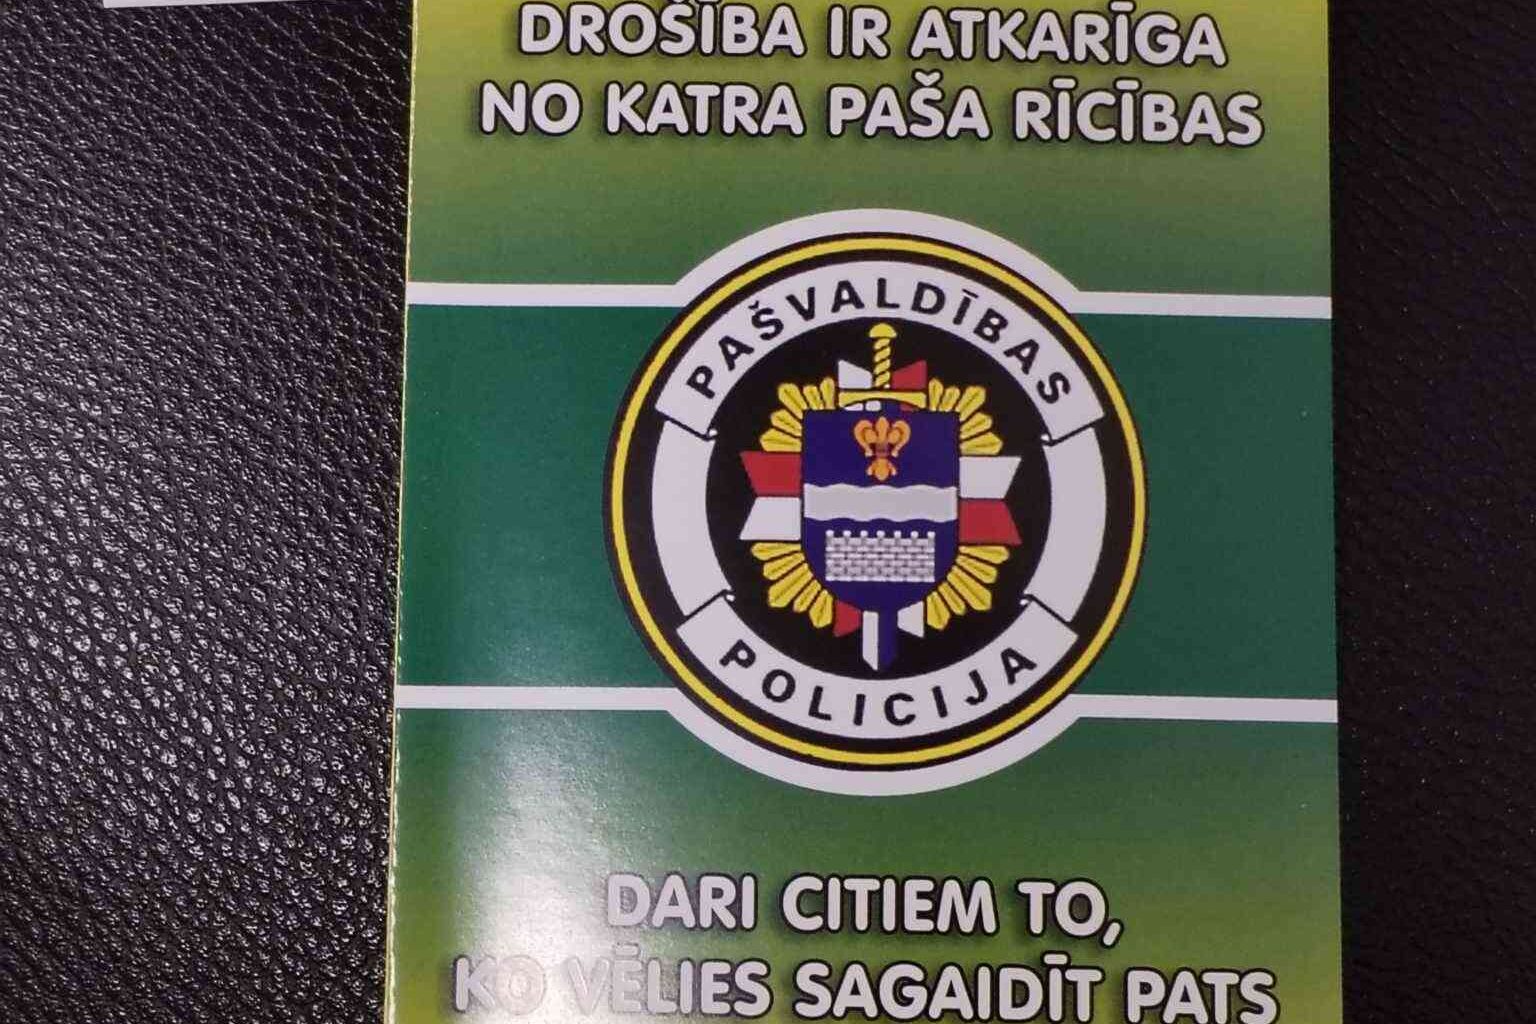 DROŠĪBA IR ATKARĪGA
NO KATRA PAŠA RĪCĪBAS
PAŠVALDĪBAS
POLICIJA
DARI CITIEM TO,
KO VĒLIES SAGAIDĪT PATS